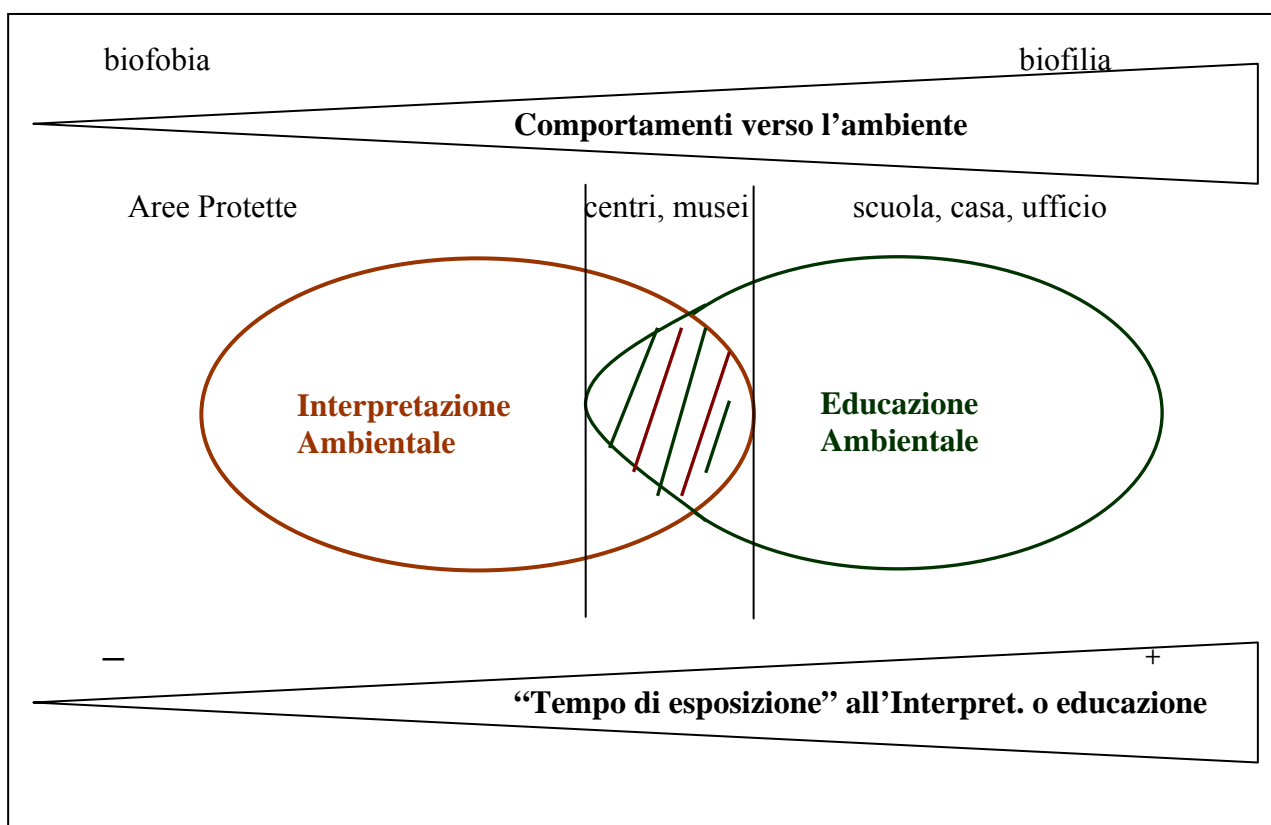 biofobia biofilia
Comportamenti verso l'ambiente
Aree Protette centri, musei scuola, casa, ufficio
Interpretazione
Ambientale
Educazione
Ambientale
– +
“Tempo di esposizione” all'Interpret. o educazione